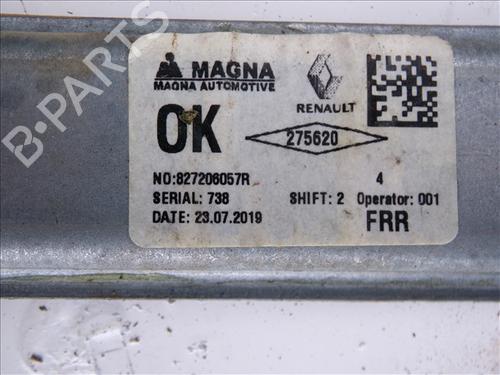 B-PARTS
MAGNA
MAGNA AUTOMOTIVE
RENAULT
OK
275620
NO:827206057R 4
SERIAL: 738 SHIFT: 2 Operator: 001
DATE: 23.07.2019 FRR